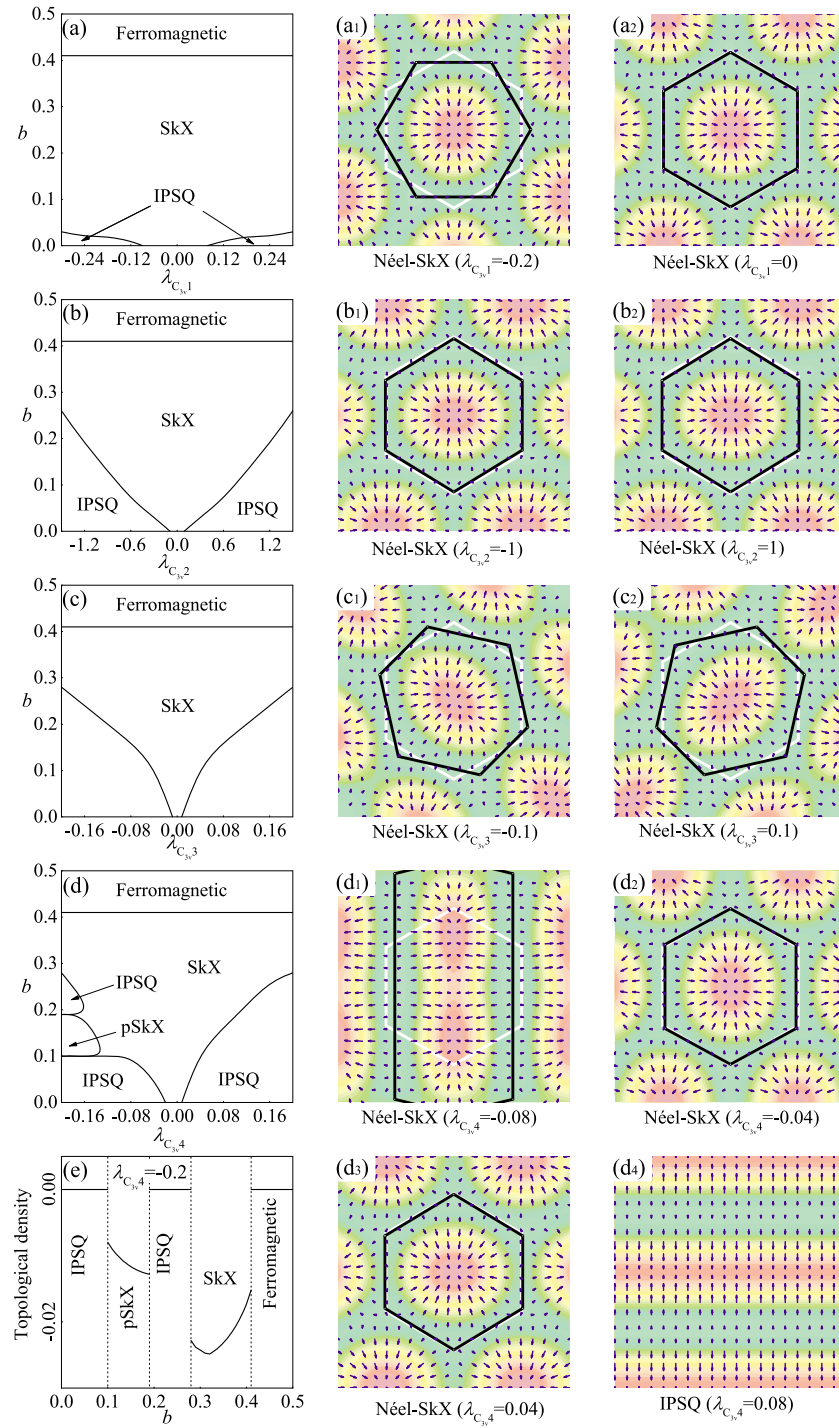 (a)
Ferromagnetic
0.5
0.4
0.3
b
SkX
0.2
IPSQ
0.1
0.0
-0.24 -0.12 0.00 0.12 0.24
λC3v1
(a1)
Néel-SkX (λC3v1=-0.2)
(a2)
Néel-SkX (λC3v1=0)
(b)
Ferromagnetic
0.5
0.4
0.3
b
SkX
0.2
0.1
IPSQ IPSQ
0.0
-1.2 -0.6 0.0 0.6 1.2
λC3v2
(b1)
Néel-SkX (λC3v2=-1)
(b2)
Néel-SkX (λC3v2=1)
(c)
Ferromagnetic
0.5
0.4
0.3
b
SkX
0.2
0.1
0.0
-0.16 -0.08 0.00 0.08 0.16
λC3v3
(c1)
Néel-SkX (λC3v3=-0.1)
(c2)
Néel-SkX (λC3v3=0.1)
(d)
Ferromagnetic
0.5
0.4
0.3
b
SkX
IPSQ
0.2
pSkX
0.1
IPSQ IPSQ
0.0
-0.16 -0.08 0.00 0.08 0.16
λC3v4
(d1)
Néel-SkX (λC3v4=-0.08)
(d2)
Néel-SkX (λC3v4=-0.04)
(e)
λC3v4=-0.2
Topological density
0.00
-0.02
IPSQ
pSkX
IPSQ
SkX
Ferromagnetic
0.0 0.1 0.2 0.3 0.4 0.5
b
(d3)
Néel-SkX (λC3v4=0.04)
(d4)
IPSQ (λC3v4=0.08)